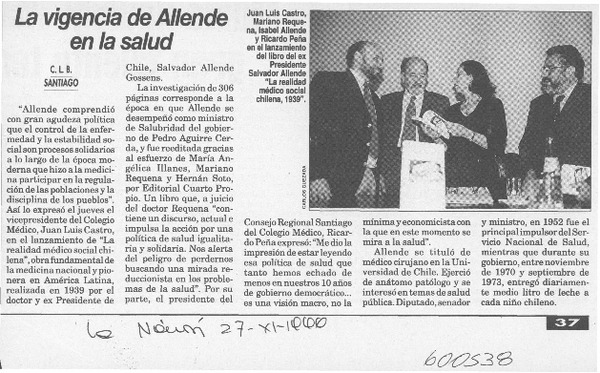 La vigencia de Allende
en la salud
C. L. B.
SANTIAGO
"Allende comprendió
con gran agudeza política
que el control de la enfer-
medad y la estabilidad so-
cial son procesos solidarios
a lo largo de la época mo-
derna que hizo a la medici-
na participar en la regula-
ción de las poblaciones y la
disciplina de los pueblos".
Así lo expresó el jueves el
vicepresidente del Colegio
Médico, Juan Luis Castro,
en el lanzamiento de "La
realidad médico social chi-
lena", obra fundamental de
la medicina nacional y pio-
nera en América Latina,
realizada en 1939 por el
doctor y ex Presidente de
Chile, Salvador Allende
Gossens.
La investigación de 306
páginas corresponde a la
época en que Allende se
desempeñó como ministro
de Salubridad del gobier-
no de Pedro Aguirre Cer-
da, y fue reeditada gracias
al esfuerzo de María An-
gélica Illanes, Mariano
Requena y Hernán Soto,
por Editorial Cuarto Pro-
pio. Un libro que, a juicio
del doctor Requena "con-
tiene un discurso, actual e
impulsa la acción por una
política de salud igualita-
ria y solidaria. Nos alerta
del peligro de perdernos
buscando una mirada re-
duccionista en los proble-
mas de la salud". Por su
parte, el presidente del
Juan Luis Castro,
Mariano Reque-
na, Isabel Allende
y Ricardo Peña
en el lanzamiento
del libro del ex
Presidente
Salvador Allende
"La realidad
médico social
chilena, 1939".
Consejo Regional Santiago
del Colegio Médico, Ricar-
do Peña expresó: "Me dio la
impresión de estar leyendo
esa política de salud que
tanto hemos echado de
menos en nuestros 10 años
de gobierno democrático...
es una visión macro, no la
mínima y economicista con
la que en este momento se
mira a la salud".
Allende se tituló de
médico cirujano en la Uni-
versidad de Chile. Ejerció
de anátomo patólogo y se
interesó en temas de salud
pública. Diputado, senador
y ministro, en 1952 fue el
principal impulsor del Ser-
vicio Nacional de Salud,
mientras que durante su
gobierno, entre noviembre
de 1970 y septiembre de
1973, entregó diariamen-
te medio litro de leche a
cada niño chileno.
37
La Nación 27-XI-
600538